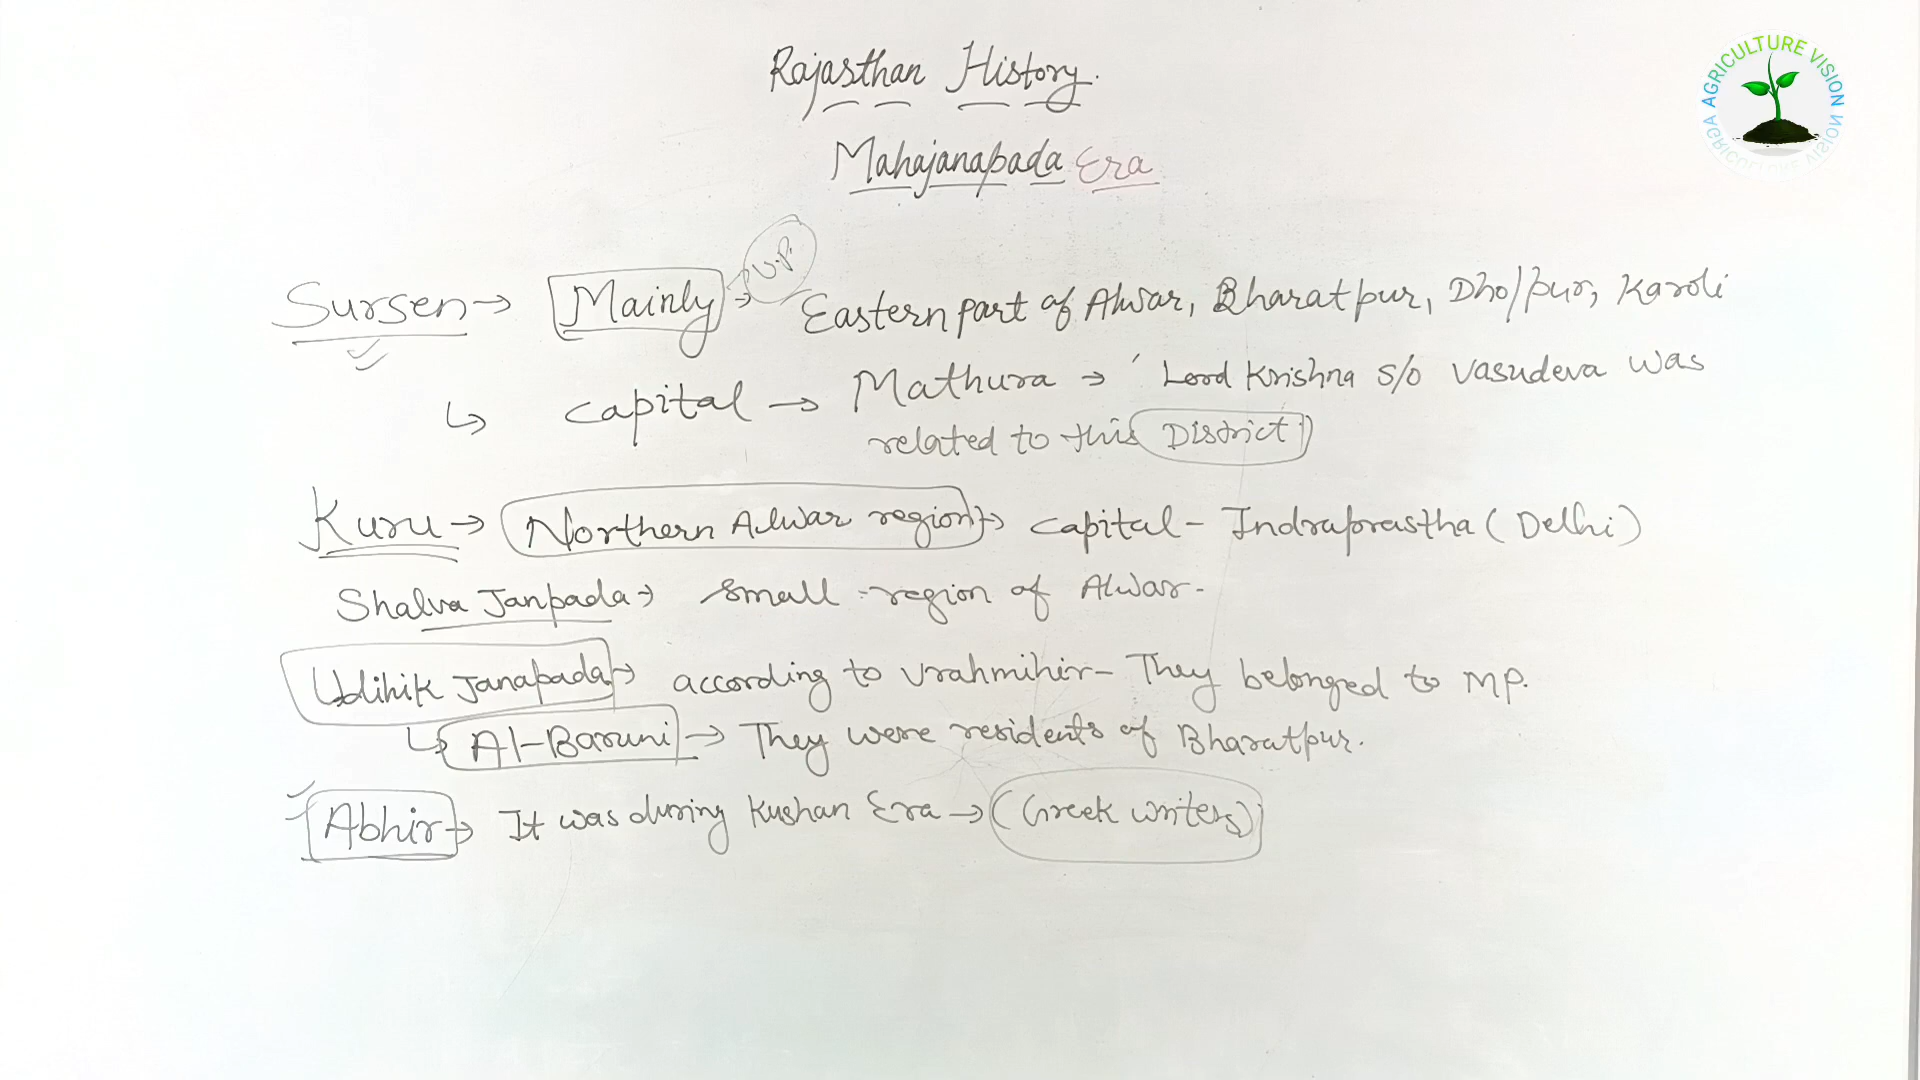 Rajasthan History.
Mahajanapada Era
AGGA AGRICULTURE VISION
U.P.
Sursen → Mainly → Eastern part of Alwar, Bharatpur, Dholpur, Karoli
↳ capital → Mathura → Lord Krishna s/o Vasudeva was
related to this District
Kuru → Northern Alwar region → capital - Indraprastha (Delhi)
Shalva Janpada → small region of Alwar.
Udihik Janapada → according to Vrahmihir - They belonged to MP.
↳ Al-Baruni → They were residents of Bharatpur.
Abhir → It was during Kushan Era → (Greek writers)